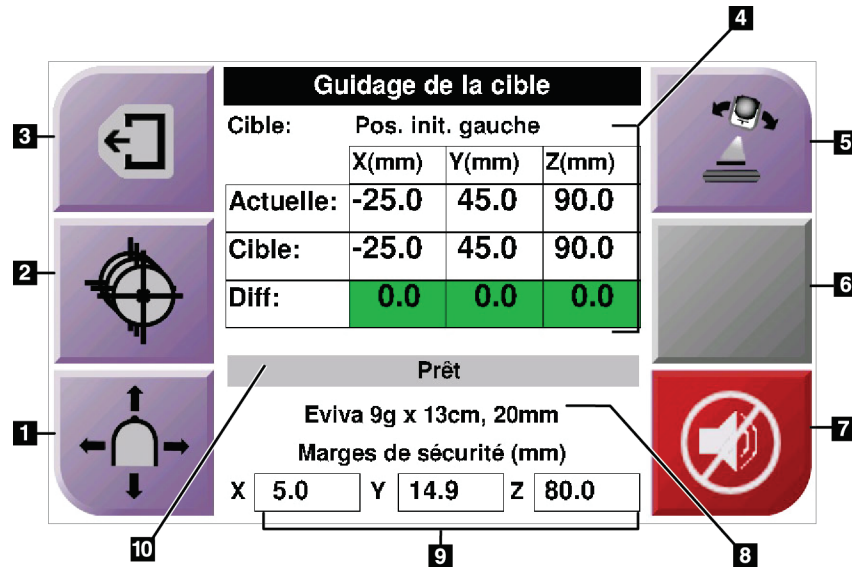 4
Guidage de la cible
3
Cible: Pos. init. gauche
5
X(mm) Y(mm) Z(mm)
Actuelle: -25.0 45.0 90.0
Cible: -25.0 45.0 90.0
2
6
Diff: 0.0 0.0 0.0
Prêt
Eviva 9g x 13cm, 20mm
1
7
Marges de sécurité (mm)
X 5.0 Y 14.9 Z 80.0
10
9
8